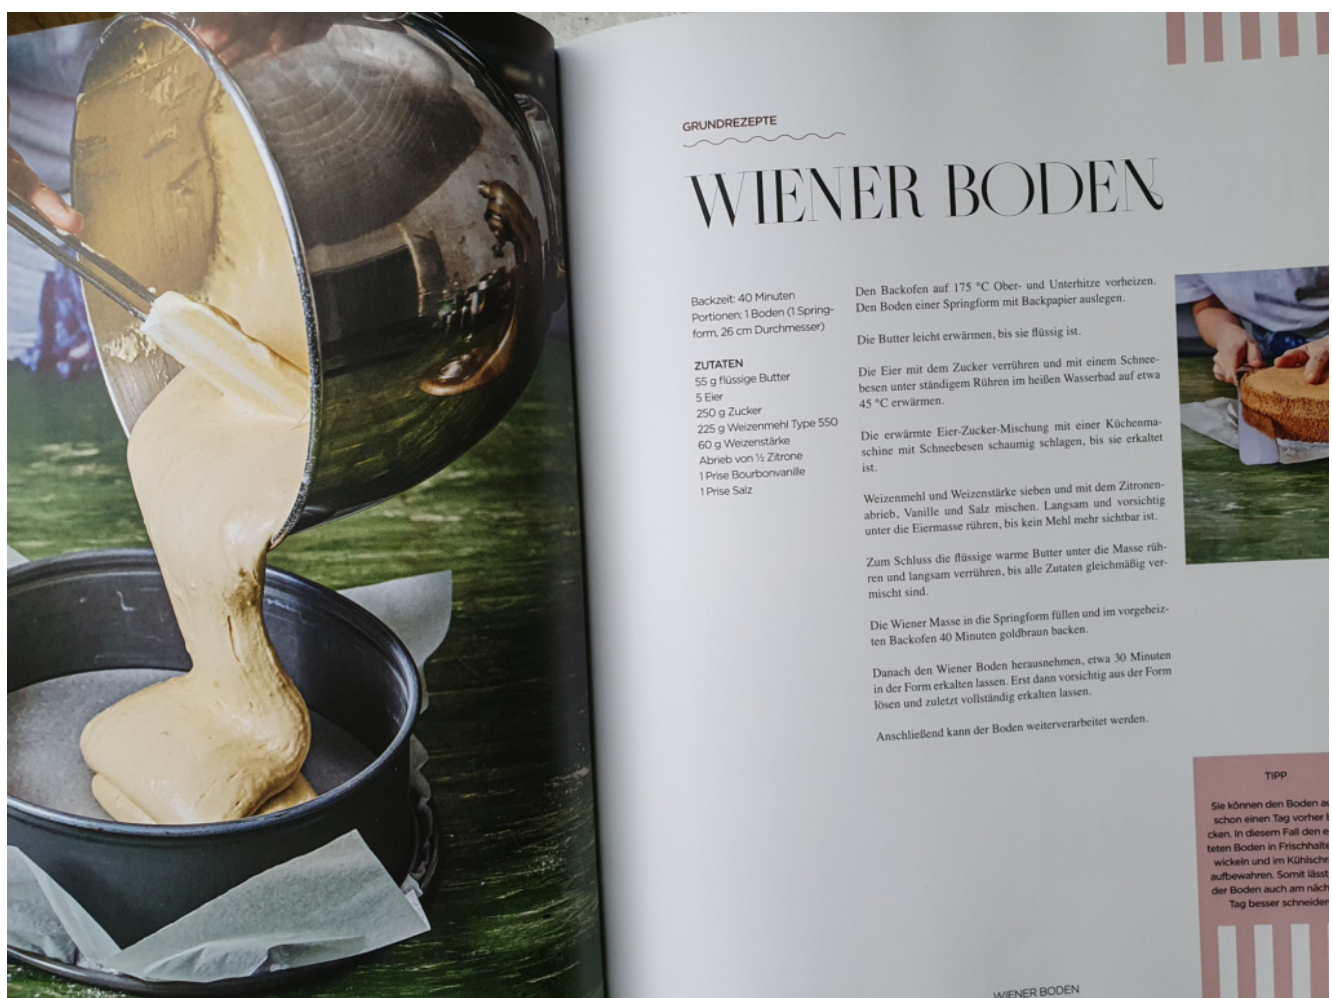 GRUNDREZEPTE
WIENER BODEN
Backzeit: 40 Minuten
Portionen: 1 Boden (1 Spring-
form, 26 cm Durchmesser)
ZUTATEN
55 g flüssige Butter
5 Eier
250 g Zucker
225 g Weizenmehl Type 550
60 g Weizenstärke
Abrieb von ½ Zitrone
1 Prise Bourbonvanille
1 Prise Salz
Den Backofen auf 175 °C Ober- und Unterhitze vorheizen.
Den Boden einer Springform mit Backpapier auslegen.
Die Butter leicht erwärmen, bis sie flüssig ist.
Die Eier mit dem Zucker verrühren und mit einem Schnee-
besen unter ständigem Rühren im heißen Wasserbad auf etwa
45 °C erwärmen.
Die erwärmte Eier-Zucker-Mischung mit einer Küchenma-
schine mit Schneebesen schaumig schlagen, bis sie erkaltet
ist.
Weizenmehl und Weizenstärke sieben und mit dem Zitronen-
abrieb, Vanille und Salz mischen. Langsam und vorsichtig
unter die Eiermasse rühren, bis kein Mehl mehr sichtbar ist.
Zum Schluss die flüssige warme Butter unter die Masse rüh-
ren und langsam verrühren, bis alle Zutaten gleichmäßig ver-
mischt sind.
Die Wiener Masse in die Springform füllen und im vorgeheiz-
ten Backofen 40 Minuten goldbraun backen.
Danach den Wiener Boden herausnehmen, etwa 30 Minuten
in der Form erkalten lassen. Erst dann vorsichtig aus der Form
lösen und zuletzt vollständig erkalten lassen.
Anschließend kann der Boden weiterverarbeitet werden.
TIPP
Sie können den Boden
schon einen Tag vorher
cken. In diesem Fall den
teten Boden in
wickeln und im
aufbewahren. Somit lässt
der Boden auch am
Tag besser schneiden
WIENER BODEN